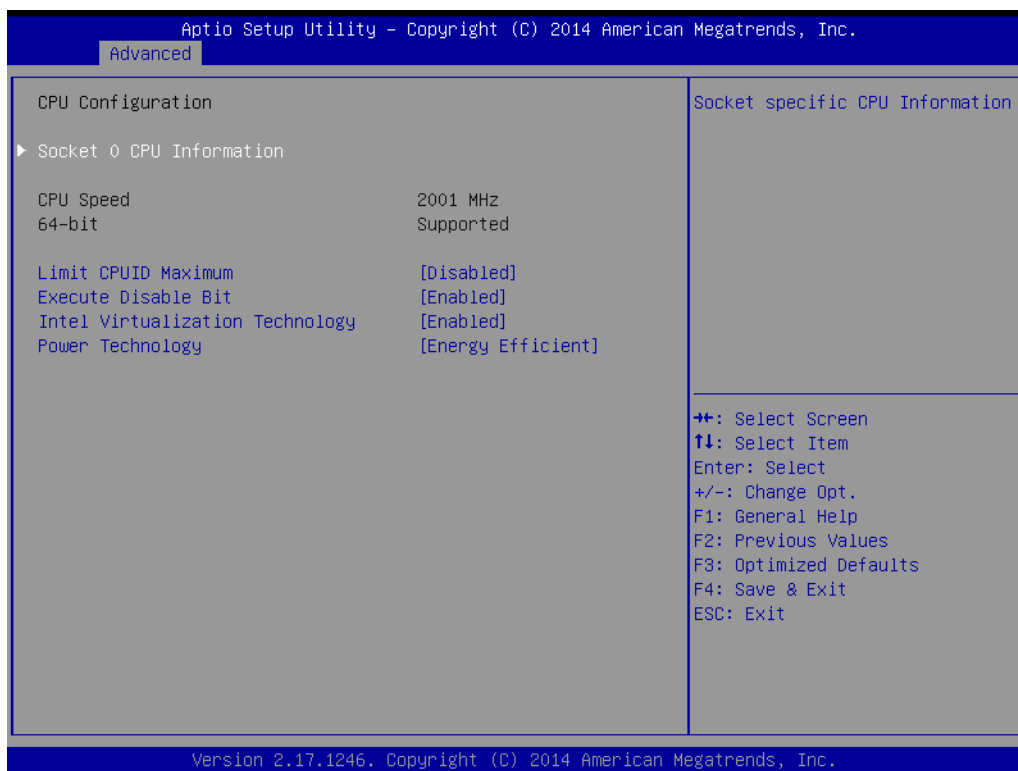 Aptio Setup Utility – Copyright (C) 2014 American Megatrends, Inc.
Advanced
CPU Configuration
Socket 0 CPU Information
CPU Speed 2001 MHz
64-bit Supported
Limit CPUID Maximum [Disabled]
Execute Disable Bit [Enabled]
Intel Virtualization Technology [Enabled]
Power Technology [Energy Efficient]
Socket specific CPU Information
→←: Select Screen
↑↓: Select Item
Enter: Select
+/-: Change Opt.
F1: General Help
F2: Previous Values
F3: Optimized Defaults
F4: Save & Exit
ESC: Exit
Version 2.17.1246. Copyright (C) 2014 American Megatrends, Inc.